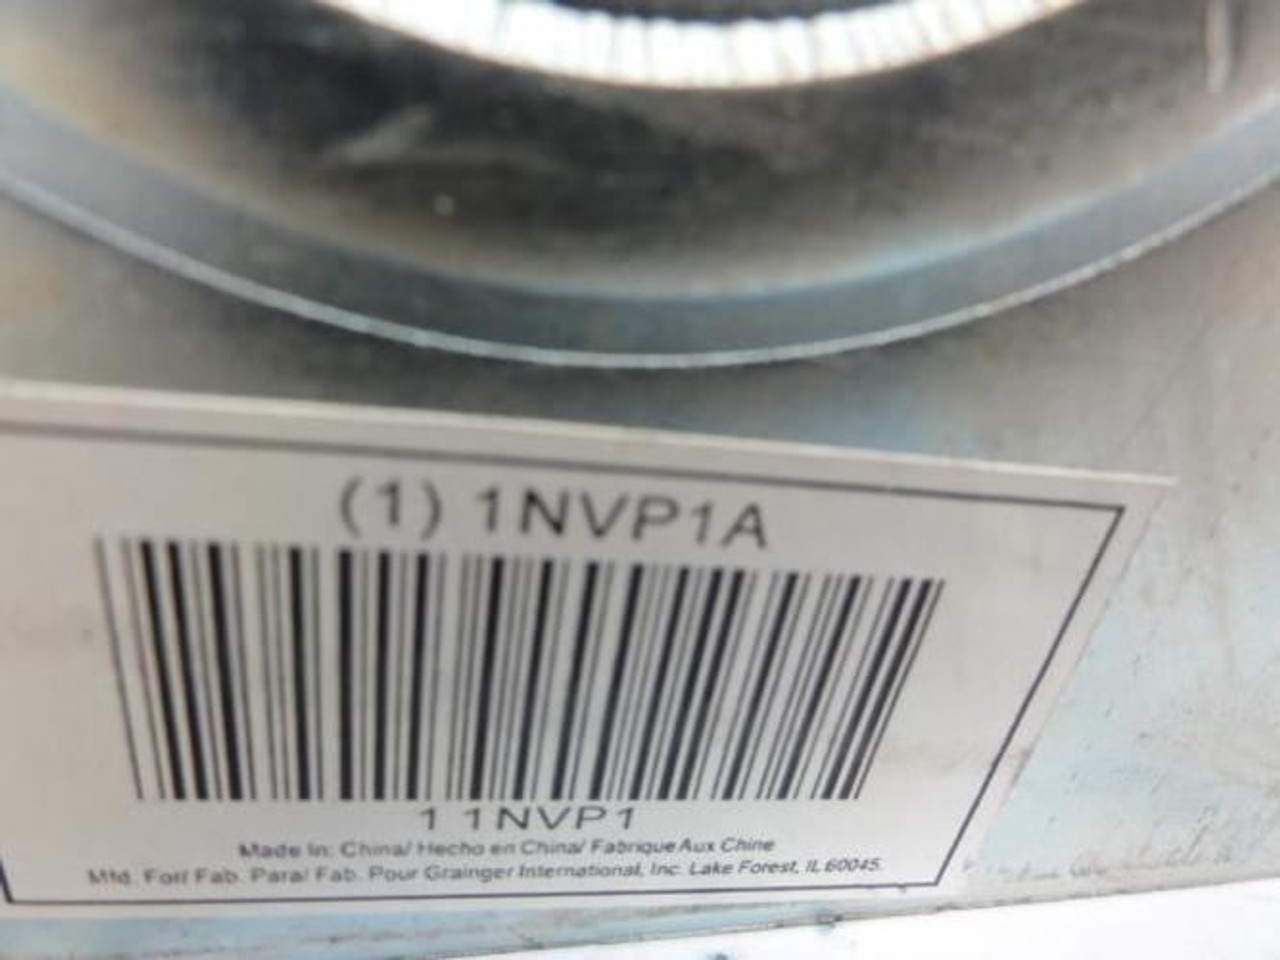 (1) 1NVP1A
1 1NVP1
Made In: China/ Hecho en China/ Fabrique Aux Chine
Mfd. For/ Fab. Para/ Fab. Pour Grainger International, Inc. Lake Forest, IL 60045.